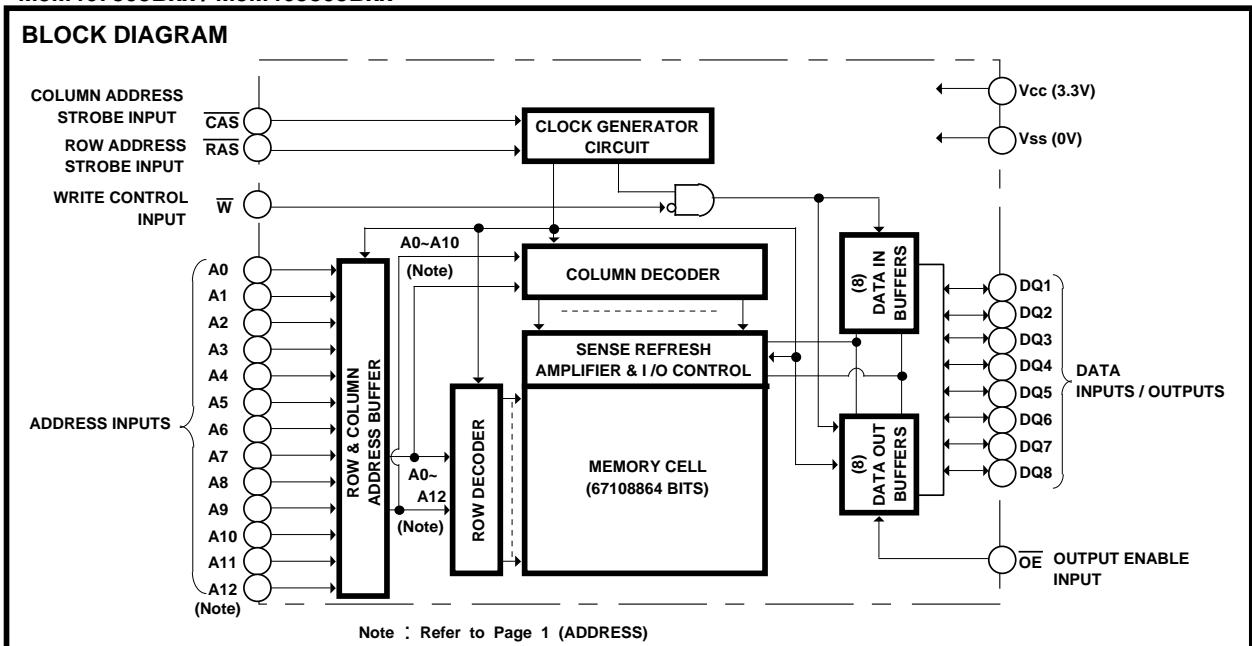 BLOCK DIAGRAM
COLUMN ADDRESS
STROBE INPUT
CAS
ROW ADDRESS
STROBE INPUT
RAS
WRITE CONTROL
INPUT
W
CLOCK GENERATOR
CIRCUIT
Vcc (3.3V)
Vss (0V)
ADDRESS INPUTS
A0
A1
A2
A3
A4
A5
A6
A7
A8
A9
A10
A11
A12
(Note)
ROW & COLUMN
ADDRESS BUFFER
A0~A10
(Note)
A0~
A12
(Note)
COLUMN DECODER
SENSE REFRESH
AMPLIFIER & I /O CONTROL
ROW DECODER
MEMORY CELL
(67108864 BITS)
(8)
DATA IN
BUFFERS
(8)
DATA OUT
BUFFERS
DQ1
DQ2
DQ3
DQ4
DQ5
DQ6
DQ7
DQ8
DATA
INPUTS / OUTPUTS
OE
OUTPUT ENABLE
INPUT
Note : Refer to Page 1 (ADDRESS)